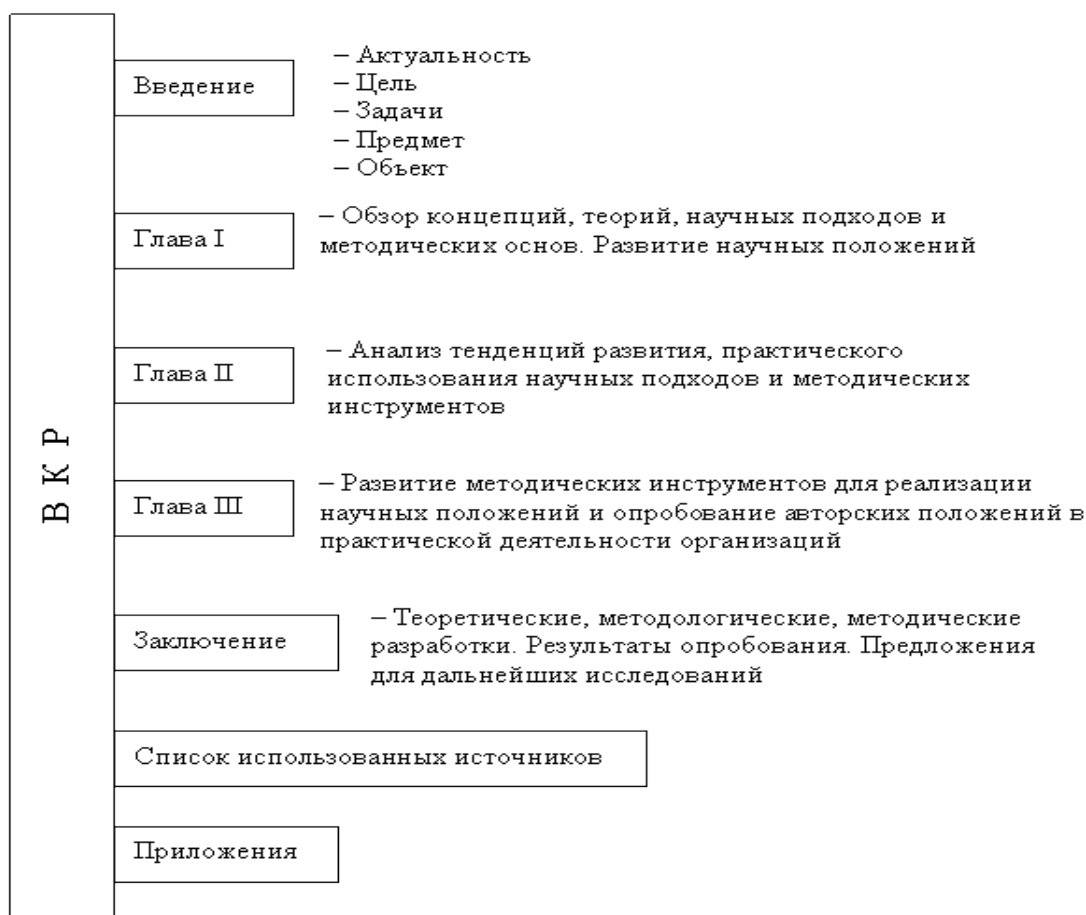 В К Р
Введение
– Актуальность
– Цель
– Задачи
– Предмет
– Объект
Глава I
– Обзор концепций, теорий, научных подходов и
методических основ. Развитие научных положений
Глава II
– Анализ тенденций развития, практического
использования научных подходов и методических
инструментов
Глава III
– Развитие методических инструментов для реализации
научных положений и опробование авторских положений в
практической деятельности организаций
Заключение
– Теоретические, методологические, методические
разработки. Результаты опробования. Предложения
для дальнейших исследований
Список использованных источников
Приложения